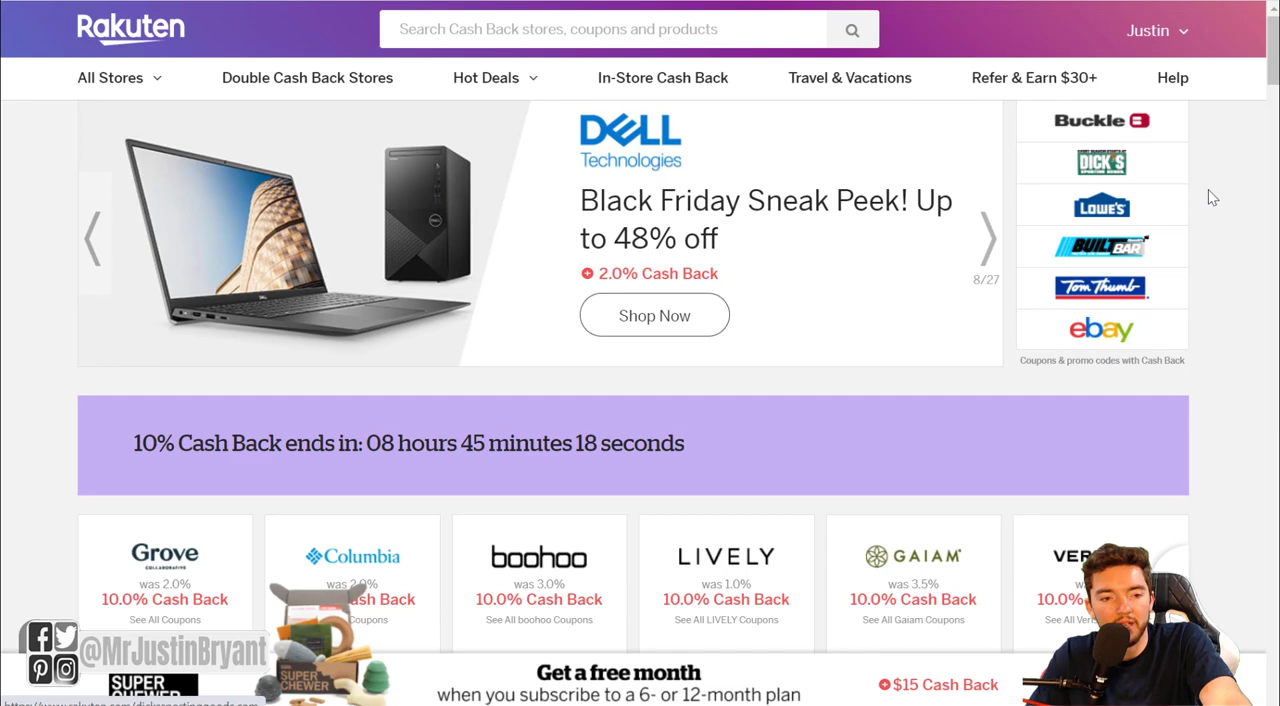 Rakuten
Search Cash Back stores, coupons and products
Justin
All Stores
Double Cash Back Stores
Hot Deals
In-Store Cash Back
Travel & Vacations
Refer & Earn $30+
Help
DELL
Technologies
Black Friday Sneak Peek! Up
to 48% off
2.0% Cash Back
Shop Now
8/27
Buckle B
DICK'S
SPORTING GOODS
LOWE'S
BUILT BAR
Tom Thumb
ebay
Coupons & promo codes with Cash Back
10% Cash Back ends in: 08 hours 45 minutes 18 seconds
Grove
COLLABORATIVE
was 2.0%
10.0% Cash Back
See All Coupons
Columbia
was 2.0%
ash Back
Coupons
boohoo
was 3.0%
10.0% Cash Back
See All boohoo Coupons
LIVELY
was 1.0%
10.0% Cash Back
See All LIVELY Coupons
GAIAM
was 3.5%
10.0% Cash Back
See All Gaiam Coupons
VER
10.0%
See All Ver
@MrJustinBryant
SUPER
CHEWER
SUPER
CHEWER
Get a free month
when you subscribe to a 6- or 12-month plan
$15 Cash Back